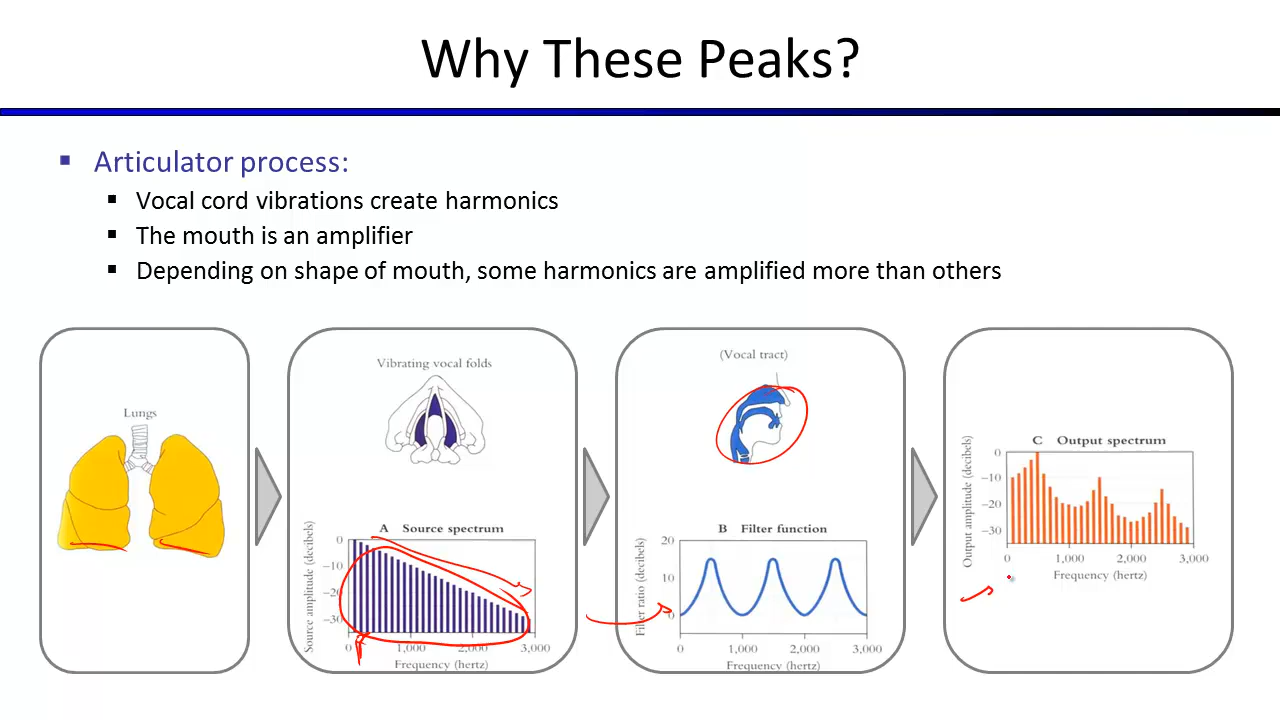 Why These Peaks?
Articulator process:
Vocal cord vibrations create harmonics
The mouth is an amplifier
Depending on shape of mouth, some harmonics are amplified more than others
Lungs
Vibrating vocal folds
A Source spectrum
Source amplitude (decibels)
0
-10
-20
-30
0 1,000 2,000 3,000
Frequency (hertz)
(Vocal tract)
B Filter function
Filter ratio (decibels)
20
10
0
0 1,000 2,000 3,000
Frequency (hertz)
C Output spectrum
Output amplitude (decibels)
0
-10
-20
-30
0 1,000 2,000 3,000
Frequency (hertz)